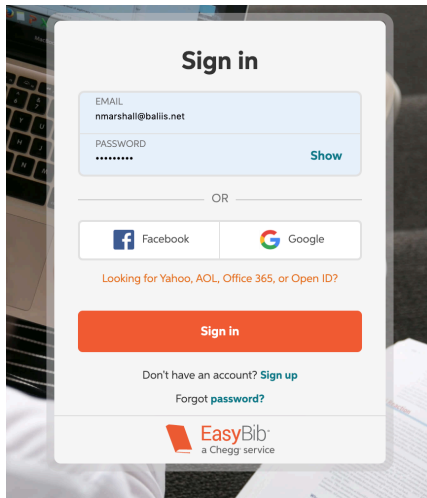 Sign in
EMAIL
nmarshall@baliis.net
PASSWORD
•••••••••
Show
OR
Facebook
Google
Looking for Yahoo, AOL, Office 365, or Open ID?
Sign in
Don't have an account? Sign up
Forgot password?
EasyBib
a Chegg service